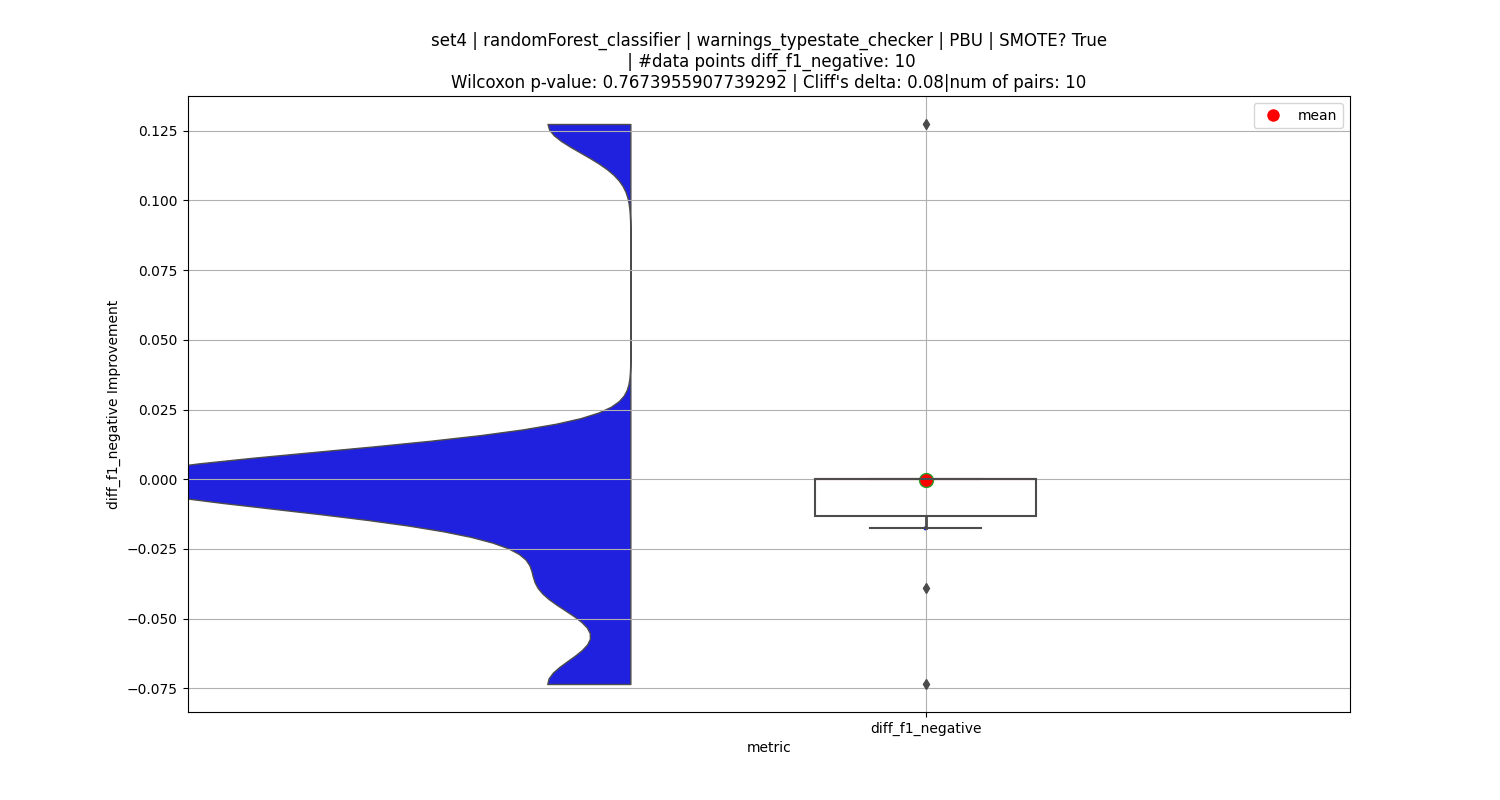 set4 | randomForest_classifier | warnings_typestate_checker | PBU | SMOTE? True
| #data points diff_f1_negative: 10
Wilcoxon p-value: 0.7673955907739292 | Cliff's delta: 0.08|num of pairs: 10
mean
0.125
0.100
0.075
0.050
0.025
0.000
−0.025
−0.050
−0.075
diff_f1_negative Improvement
diff_f1_negative
metric